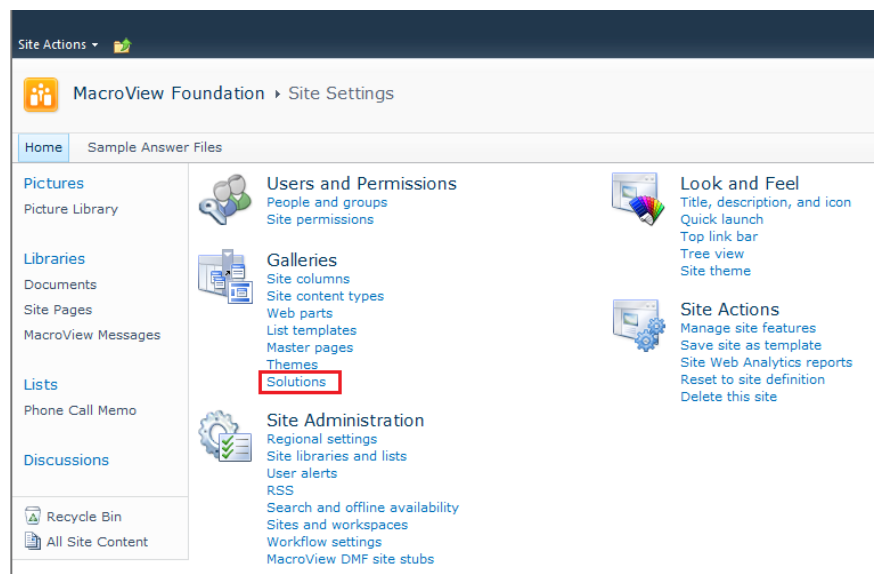 Site Actions
MacroView Foundation ▸ Site Settings
Home Sample Answer Files
Pictures
Picture Library
Libraries
Documents
Site Pages
MacroView Messages
Lists
Phone Call Memo
Discussions
Recycle Bin
All Site Content
Users and Permissions
People and groups
Site permissions
Galleries
Site columns
Site content types
Web parts
List templates
Master pages
Themes
Solutions
Site Administration
Regional settings
Site libraries and lists
User alerts
RSS
Search and offline availability
Sites and workspaces
Workflow settings
MacroView DMF site stubs
Look and Feel
Title, description, and icon
Quick launch
Top link bar
Tree view
Site theme
Site Actions
Manage site features
Save site as template
Site Web Analytics reports
Reset to site definition
Delete this site